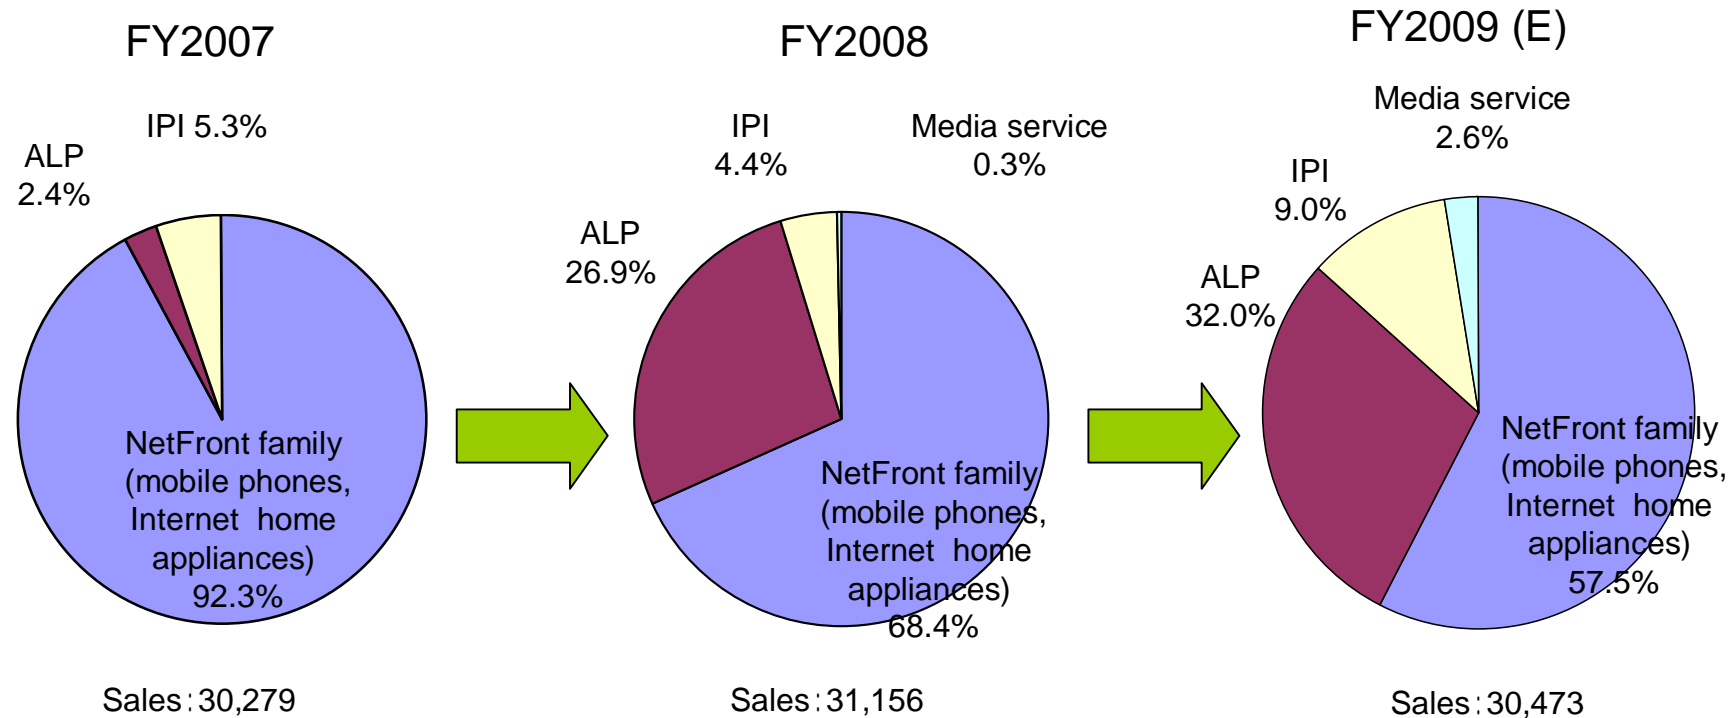 FY2007
IPI 5.3%
ALP
2.4%
NetFront family
(mobile phones,
Internet home
appliances)
92.3%
Sales:30,279
FY2008
IPI
4.4%
Media service
0.3%
ALP
26.9%
NetFront family
(mobile phones,
Internet home
appliances)
68.4%
Sales:31,156
FY2009 (E)
Media service
2.6%
IPI
9.0%
ALP
32.0%
NetFront family
(mobile phones,
Internet home
appliances)
57.5%
Sales:30,473